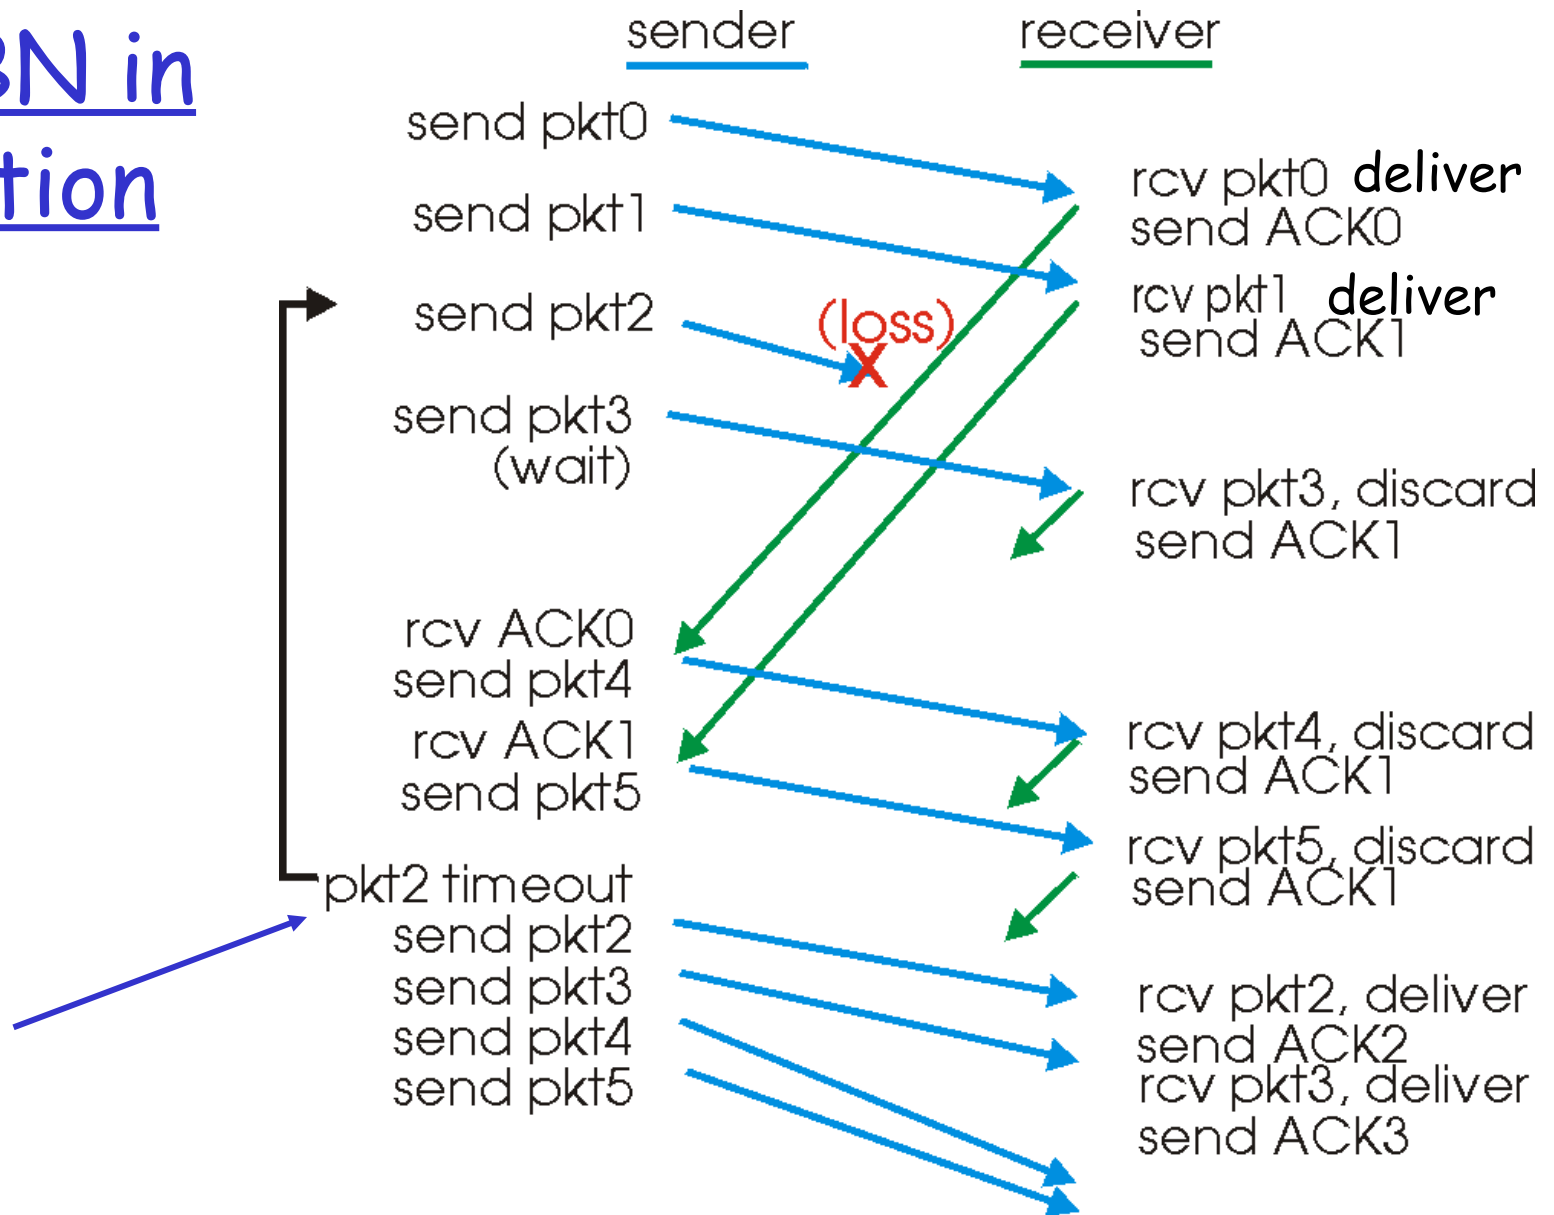 BN in
tion
sender
receiver
send pkt0
send pkt1
send pkt2
send pkt3
(wait)
(loss)
X
rcv pkt0 deliver
send ACK0
rcv pkt1 deliver
send ACK1
rcv pkt3, discard
send ACK1
rcv ACK0
send pkt4
rcv ACK1
send pkt5
rcv pkt4, discard
send ACK1
rcv pkt5, discard
send ACK1
pkt2 timeout
send pkt2
send pkt3
send pkt4
send pkt5
rcv pkt2, deliver
send ACK2
rcv pkt3, deliver
send ACK3